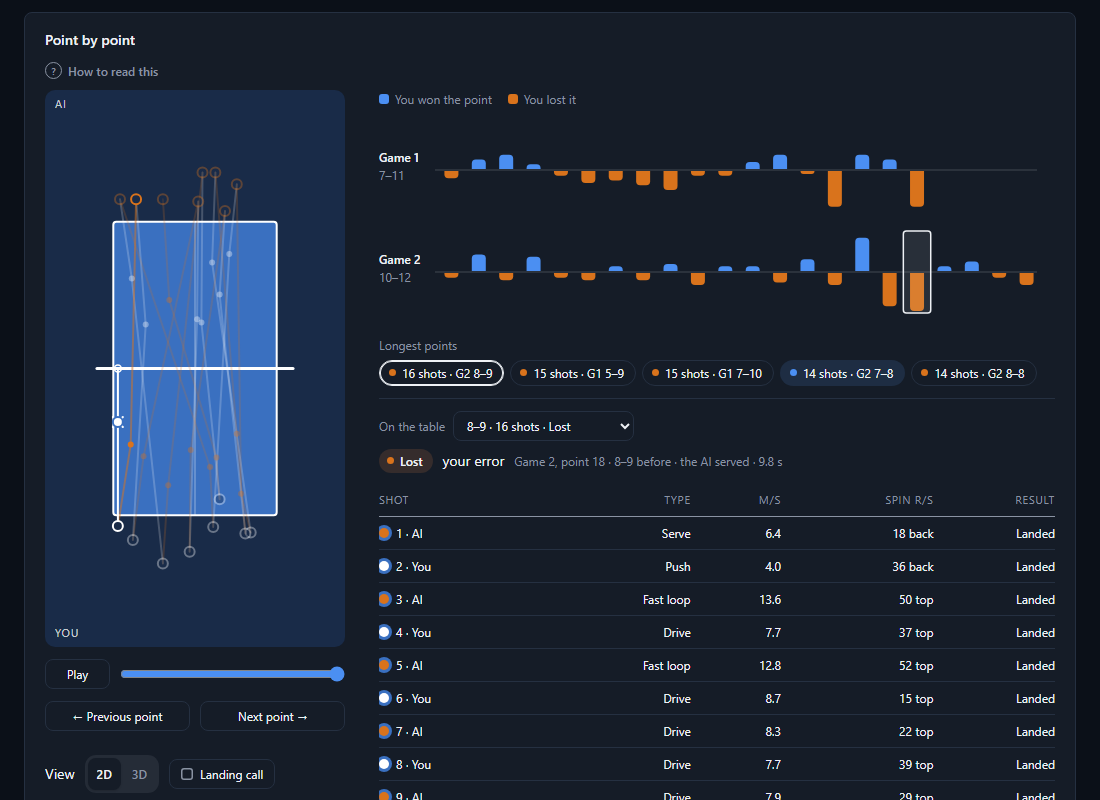 Point by point
? How to read this
AI
YOU
Play
← Previous point
Next point →
View
2D
3D
Landing call
You won the point
You lost it
Game 1
7–11
Game 2
10–12
Longest points
16 shots · G2 8–9
15 shots · G1 5–9
15 shots · G1 7–10
14 shots · G2 7–8
14 shots · G2 8–8
On the table
8–9 · 16 shots · Lost
Lost your error Game 2, point 18 · 8–9 before · the AI served · 9.8 s
SHOT TYPE M/S SPIN R/S RESULT
1 · AI Serve 6.4 18 back Landed
2 · You Push 4.0 36 back Landed
3 · AI Fast loop 13.6 50 top Landed
4 · You Drive 7.7 37 top Landed
5 · AI Fast loop 12.8 52 top Landed
6 · You Drive 8.7 15 top Landed
7 · AI Drive 8.3 22 top Landed
8 · You Drive 7.7 39 top Landed
9 · AI Drive 7.9 29 top Landed